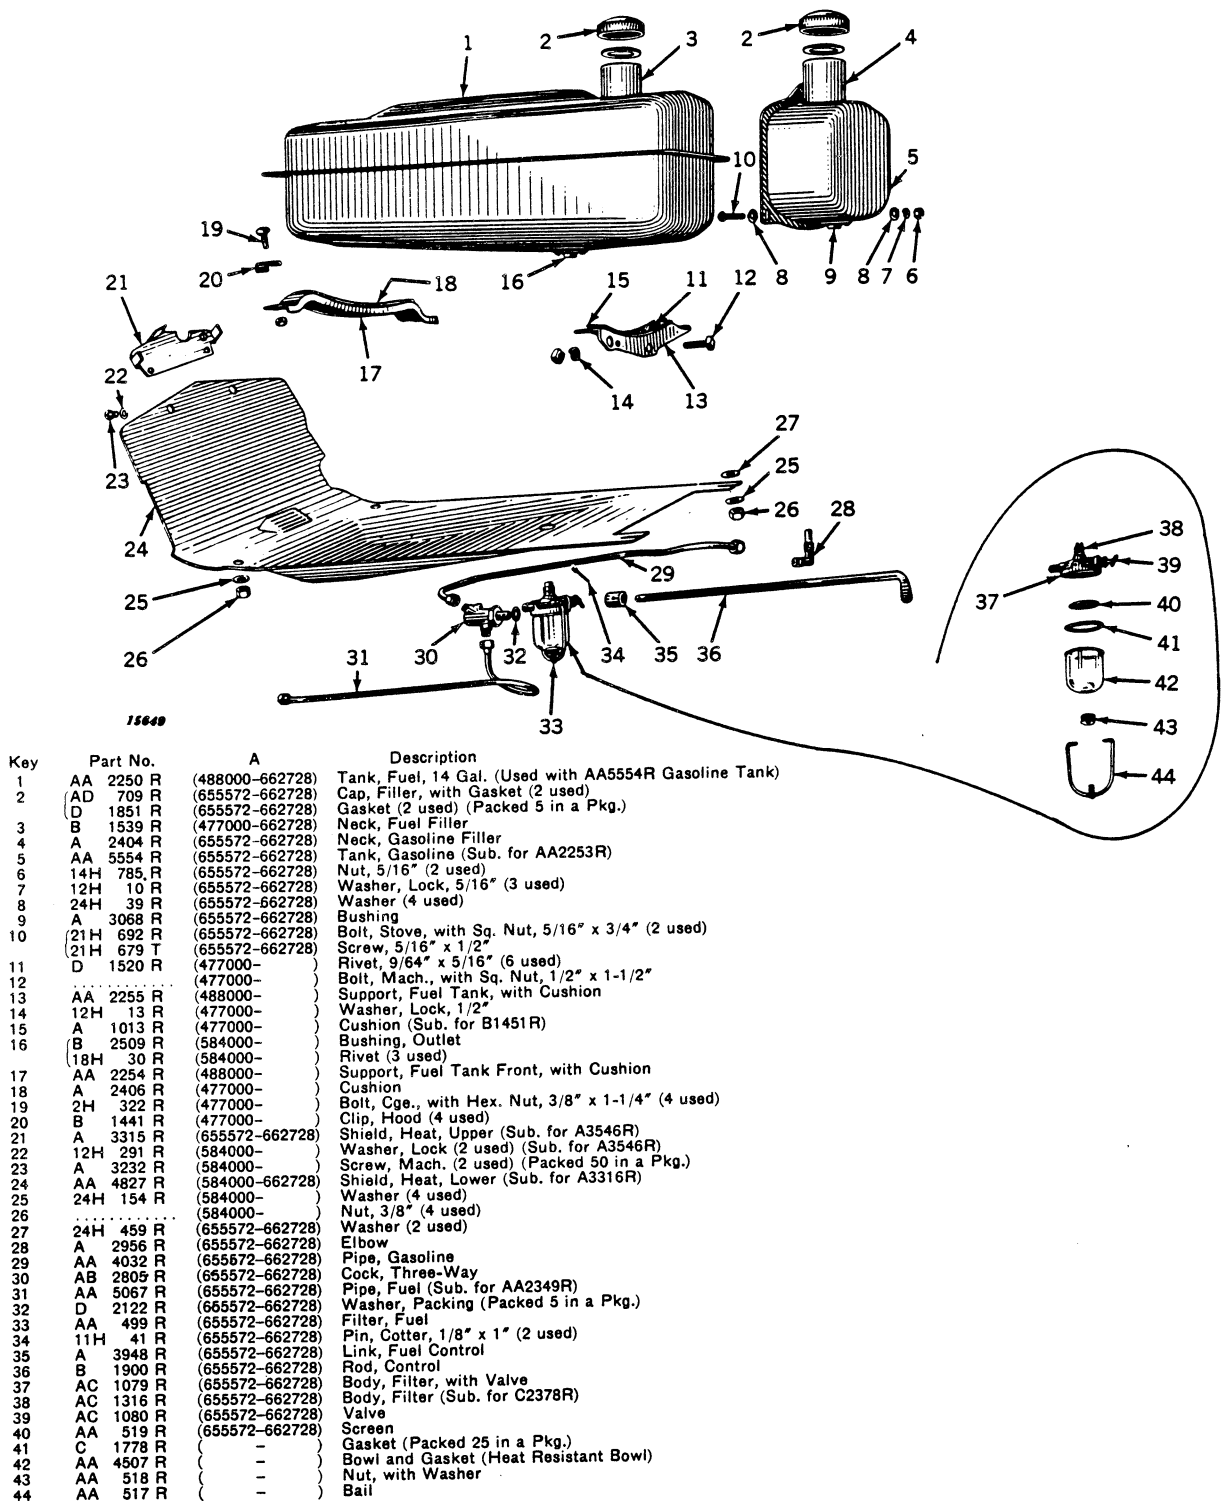 1
2
3
2
4
10
5
19
20
21
18
16
8
9
8
7
6
15
11
12
17
14
13
22
23
24
27
25
26
28
25
26
29
30
32
34
35
36
31
33
38
39
37
40
41
42
43
44
15649
Key Part No. A Description
1 AA 2250 R (488000-662728) Tank, Fuel, 14 Gal. (Used with AA5554R Gasoline Tank)
2 AD 709 R (655572-662728) Cap, Filler, with Gasket (2 used)
D 1851 R (655572-662728) Gasket (2 used) (Packed 5 in a Pkg.)
3 B 1539 R (477000-662728) Neck, Fuel Filler
4 A 2404 R (655572-662728) Neck, Gasoline Filler
5 AA 5554 R (655572-662728) Tank, Gasoline (Sub. for AA2253R)
6 14H 785 R (655572-662728) Nut, 5/16" (2 used)
7 12H 10 R (655572-662728) Washer, Lock, 5/16" (3 used)
8 24H 39 R (655572-662728) Washer (4 used)
9 A 3068 R (655572-662728) Bushing
10 21H 692 R (655572-662728) Bolt, Stove, with Sq. Nut, 5/16" x 3/4" (2 used)
21H 679 T (655572-662728) Screw, 5/16" x 1/2"
11 D 1520 R (477000- ) Rivet, 9/64" x 5/16" (6 used)
12 ............. (477000- ) Bolt, Mach., with Sq. Nut, 1/2" x 1-1/2"
13 AA 2255 R (488000- ) Support, Fuel Tank, with Cushion
14 12H 13 R (477000- ) Washer, Lock, 1/2"
15 A 1013 R (477000- ) Cushion (Sub. for B1451R)
16 B 2509 R (584000- ) Bushing, Outlet
18H 30 R (584000- ) Rivet (3 used)
17 AA 2254 R (488000- ) Support, Fuel Tank Front, with Cushion
18 A 2406 R (477000- ) Cushion
19 2H 322 R (477000- ) Bolt, Cge., with Hex. Nut, 3/8" x 1-1/4" (4 used)
20 B 1441 R (477000- ) Clip, Hood (4 used)
21 A 3315 R (655572-662728) Shield, Heat, Upper (Sub. for A3546R)
22 12H 291 R (584000- ) Washer, Lock (2 used) (Sub. for A3546R)
23 A 3232 R (584000- ) Screw, Mach. (2 used) (Packed 50 in a Pkg.)
24 AA 4827 R (584000-662728) Shield, Heat, Lower (Sub. for A3316R)
25 24H 154 R (584000- ) Washer (4 used)
26 ............. (584000- ) Nut, 3/8" (4 used)
27 24H 459 R (655572-662728) Washer (2 used)
28 A 2956 R (655572-662728) Elbow
29 AA 4032 R (655572-662728) Pipe, Gasoline
30 AB 2805 R (655572-662728) Cock, Three-Way
31 AA 5067 R (655572-662728) Pipe, Fuel (Sub. for AA2349R)
32 D 2122 R (655572-662728) Washer, Packing (Packed 5 in a Pkg.)
33 AA 499 R (655572-662728) Filter, Fuel
34 11H 41 R (655572-662728) Pin, Cotter, 1/8" x 1" (2 used)
35 A 3948 R (655572-662728) Link, Fuel Control
36 B 1900 R (655572-662728) Rod, Control
37 AC 1079 R (655572-662728) Body, Filter, with Valve
38 AC 1316 R (655572-662728) Body, Filter (Sub. for C2378R)
39 AC 1080 R (655572-662728) Valve
40 AA 519 R (655572-662728) Screen
41 C 1778 R ( - ) Gasket (Packed 25 in a Pkg.)
42 AA 4507 R ( - ) Bowl and Gasket (Heat Resistant Bowl)
43 AA 518 R ( - ) Nut, with Washer
44 AA 517 R ( - ) Bail